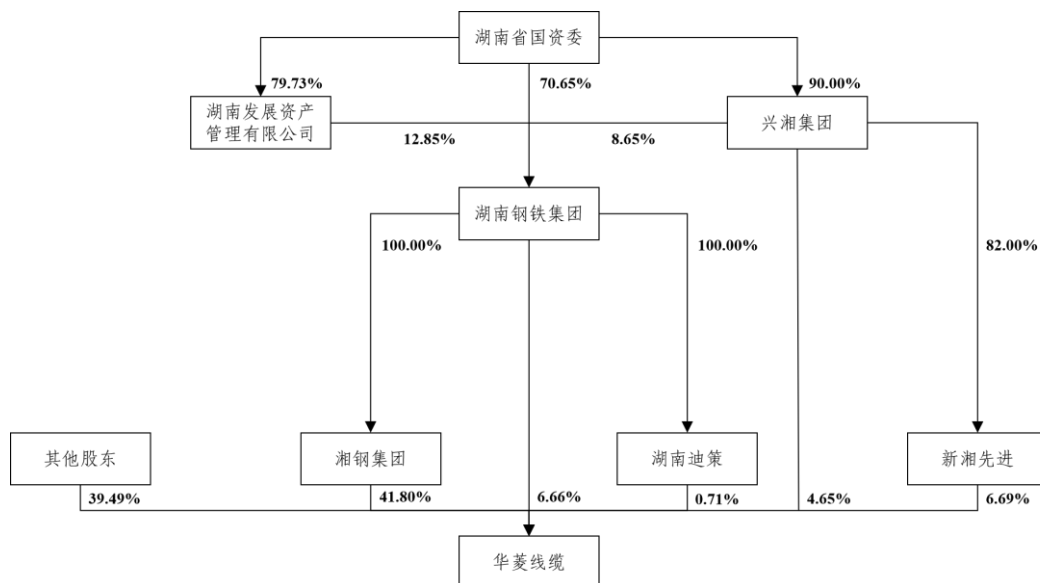 湖南省国资委
79.73%
70.65%
90.00%
湖南发展资产
管理有限公司
兴湘集团
12.85%
8.65%
湖南钢铁集团
100.00%
100.00%
82.00%
其他股东
湘钢集团
湖南迪策
新湘先进
39.49%
41.80%
6.66%
0.71%
4.65%
6.69%
华菱线缆